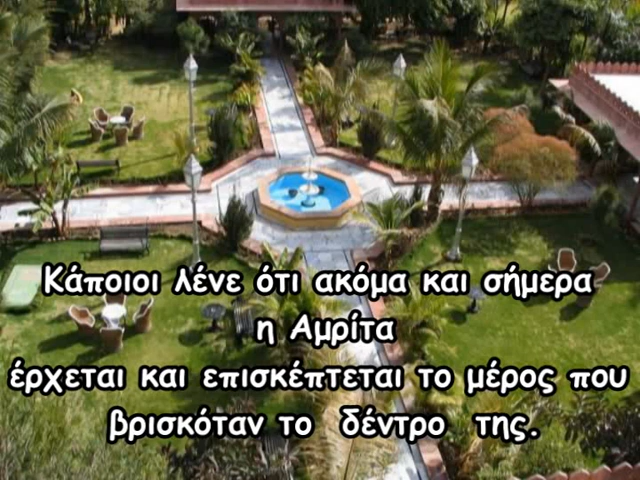 Κάποιοι λένε ότι ακόμα και σήμερα
η Αμρίτα
έρχεται και επισκέπτεται το μέρος που
βρισκόταν το δέντρο της.